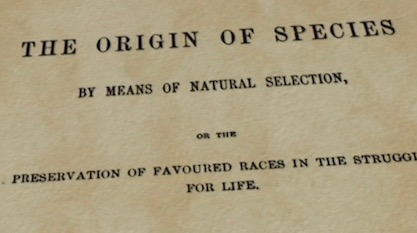 THE ORIGIN OF SPECIES
BY MEANS OF NATURAL SELECTION,
OR THE
PRESERVATION OF FAVOURED RACES IN THE STRUGGL
FOR LIFE.